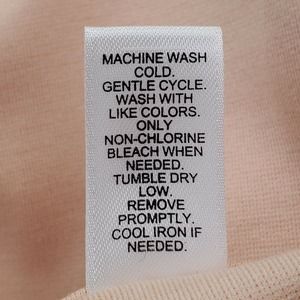 MACHINE WASH
COLD.
GENTLE CYCLE.
WASH WITH
LIKE COLORS.
ONLY
NON-CHLORINE
BLEACH WHEN
NEEDED.
TUMBLE DRY
LOW.
REMOVE
PROMPTLY.
COOL IRON IF
NEEDED.